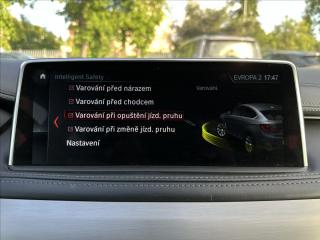 Intelligent Safety
EVROPA 2 17:47
Varování před nárazem
Varování
Varování před chodcem
Varování při opuštění jízd. pruhu
Varování při změně jízd. pruhu
Nastavení